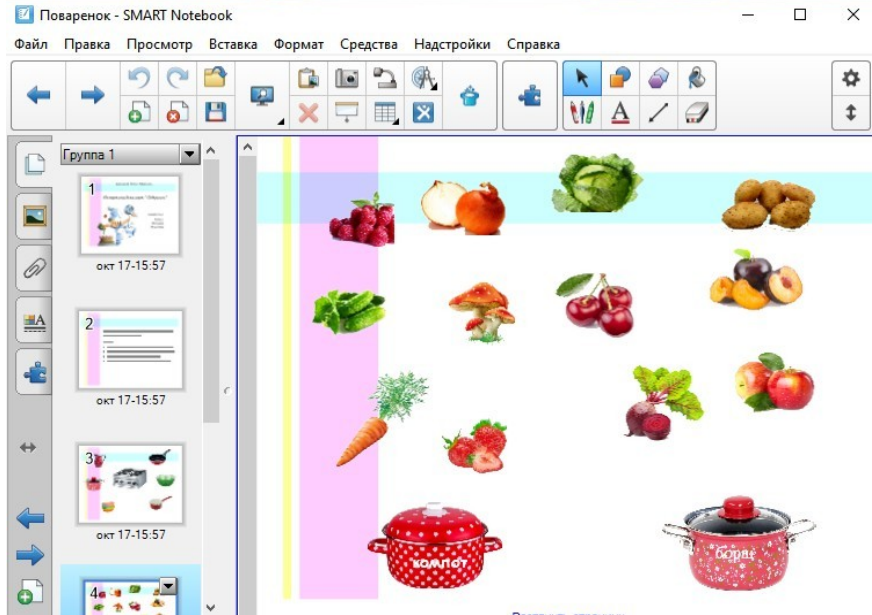 Поваренок - SMART Notebook
Файл Правка Просмотр Вставка Формат Средства Надстройки Справка
Группа 1
1
окт 17-15:57
2
окт 17-15:57
3
окт 17-15:57
4
КОМПОТ
борщ